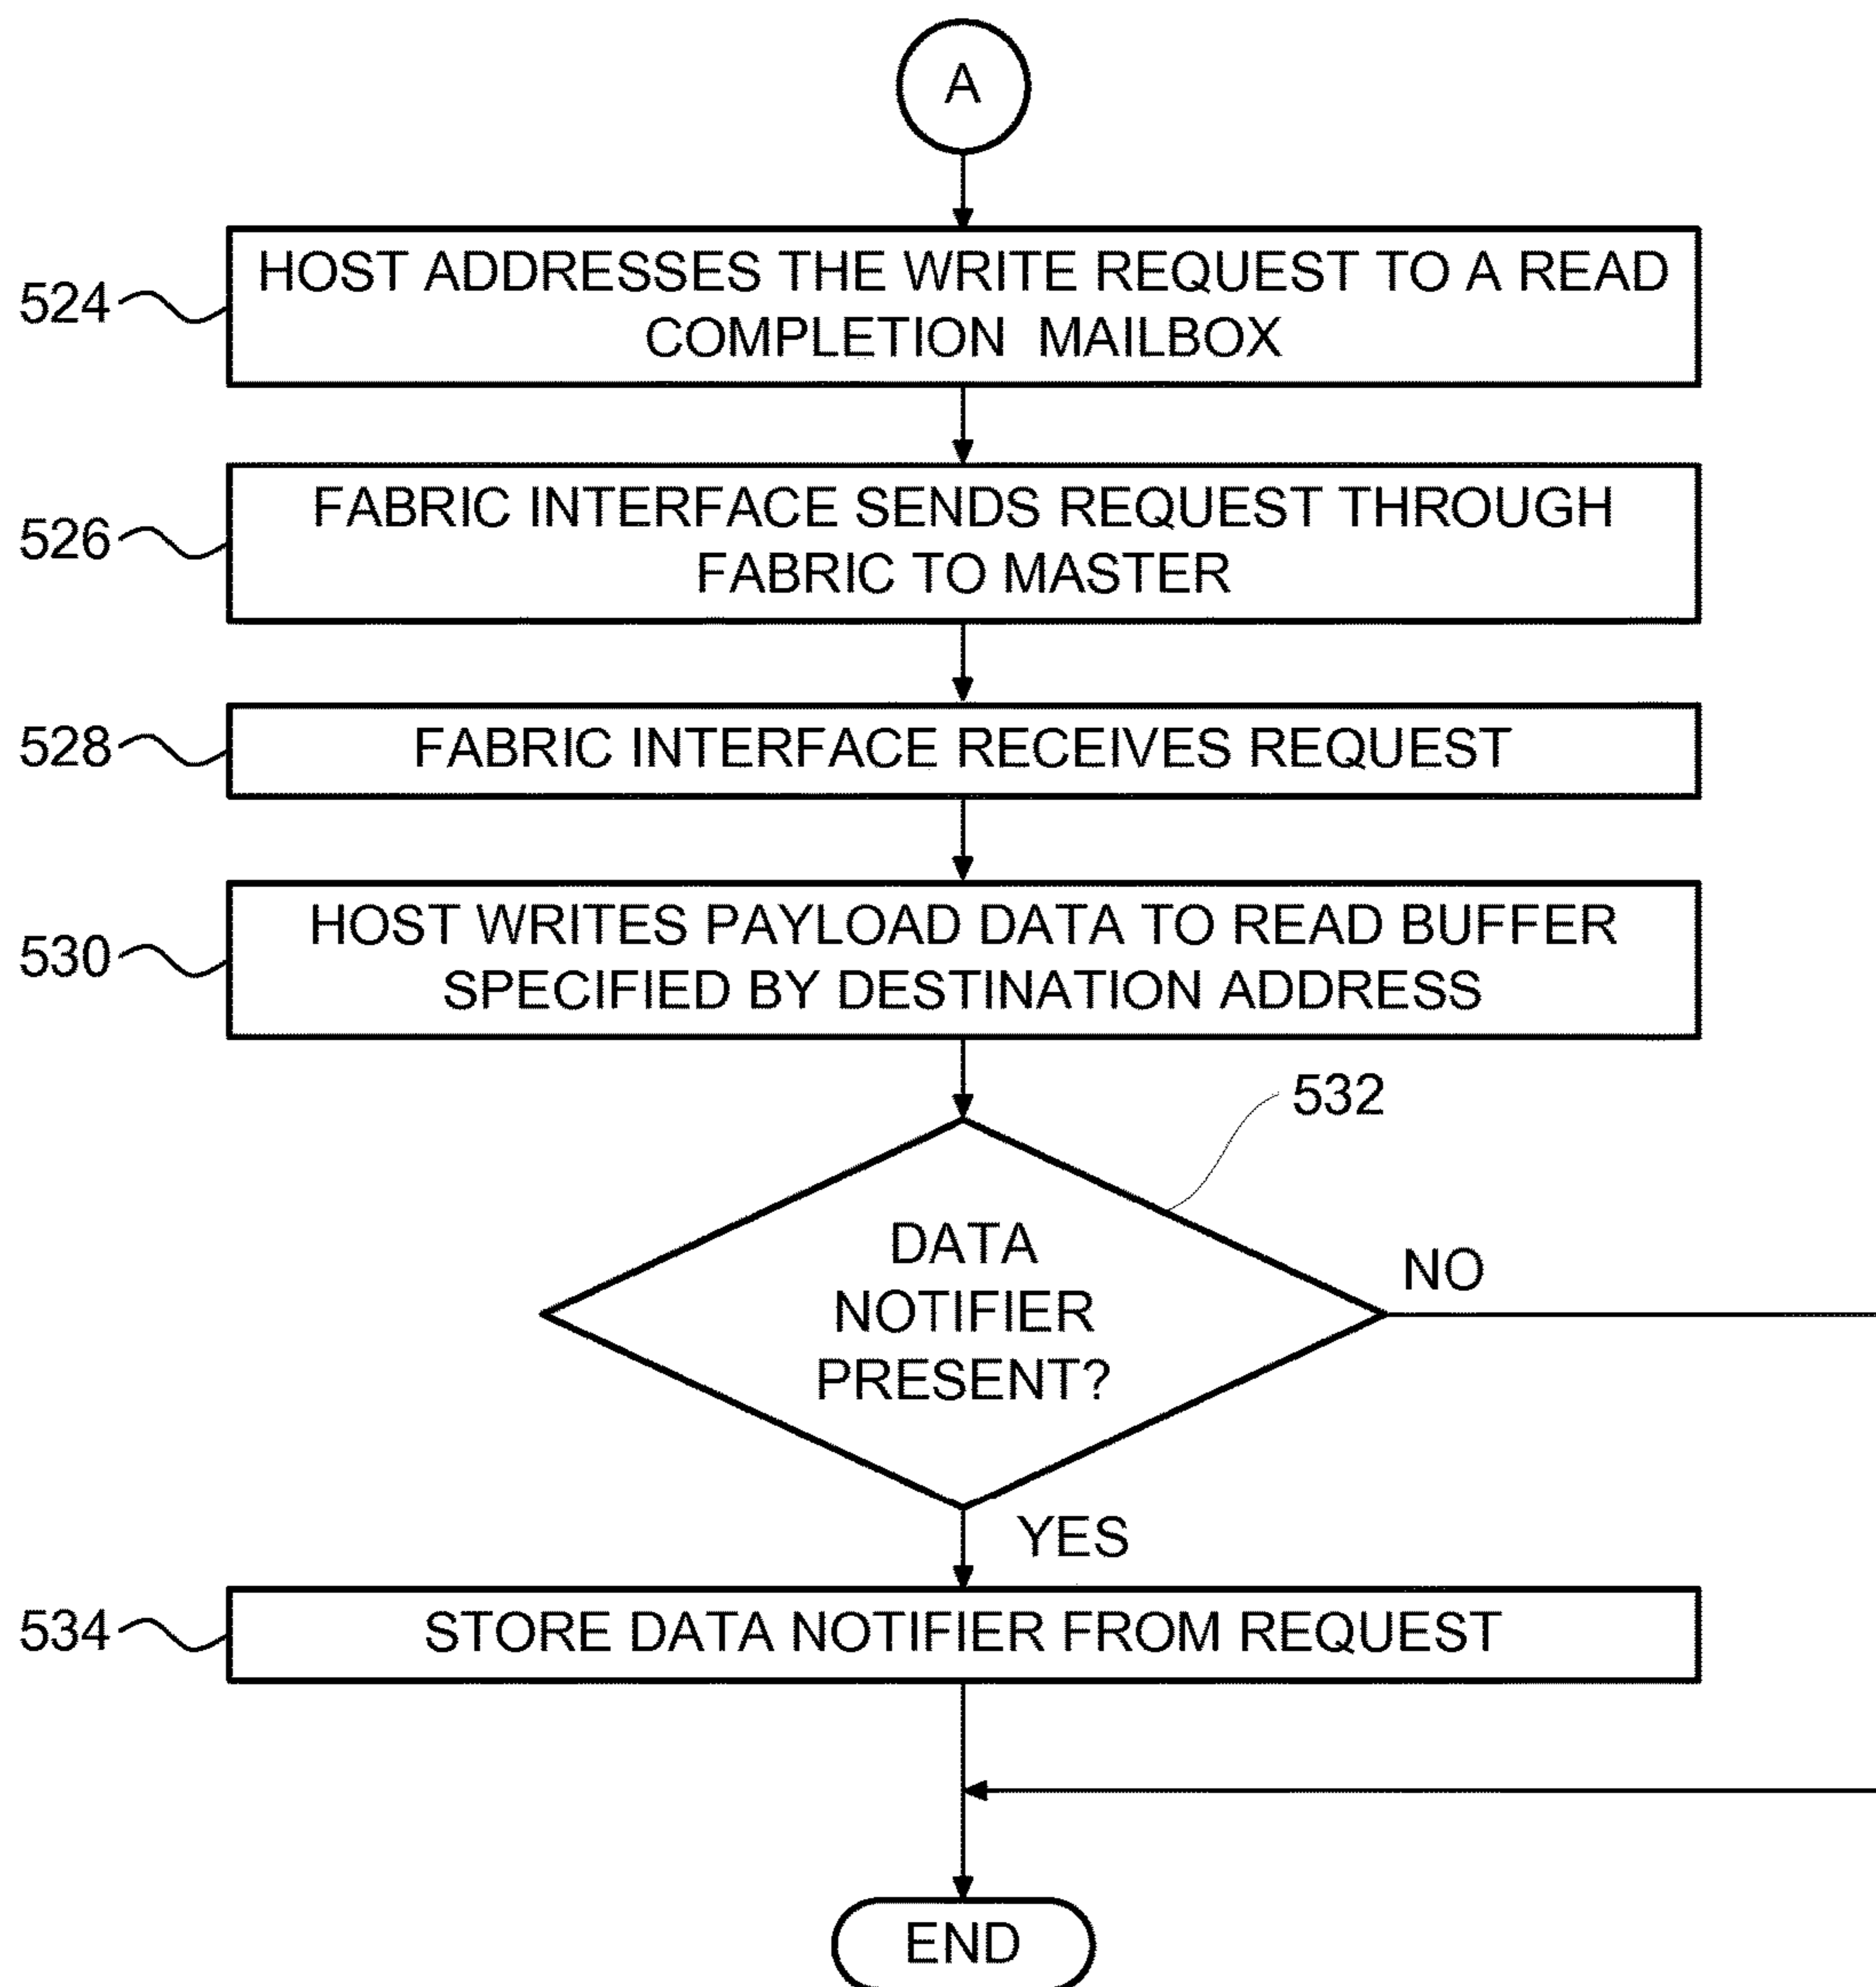 A
524
HOST ADDRESSES THE WRITE REQUEST TO A READ
COMPLETION MAILBOX
526
FABRIC INTERFACE SENDS REQUEST THROUGH
FABRIC TO MASTER
528
FABRIC INTERFACE RECEIVES REQUEST
530
HOST WRITES PAYLOAD DATA TO READ BUFFER
SPECIFIED BY DESTINATION ADDRESS
532
DATA
NOTIFIER
PRESENT?
NO
YES
534
STORE DATA NOTIFIER FROM REQUEST
END